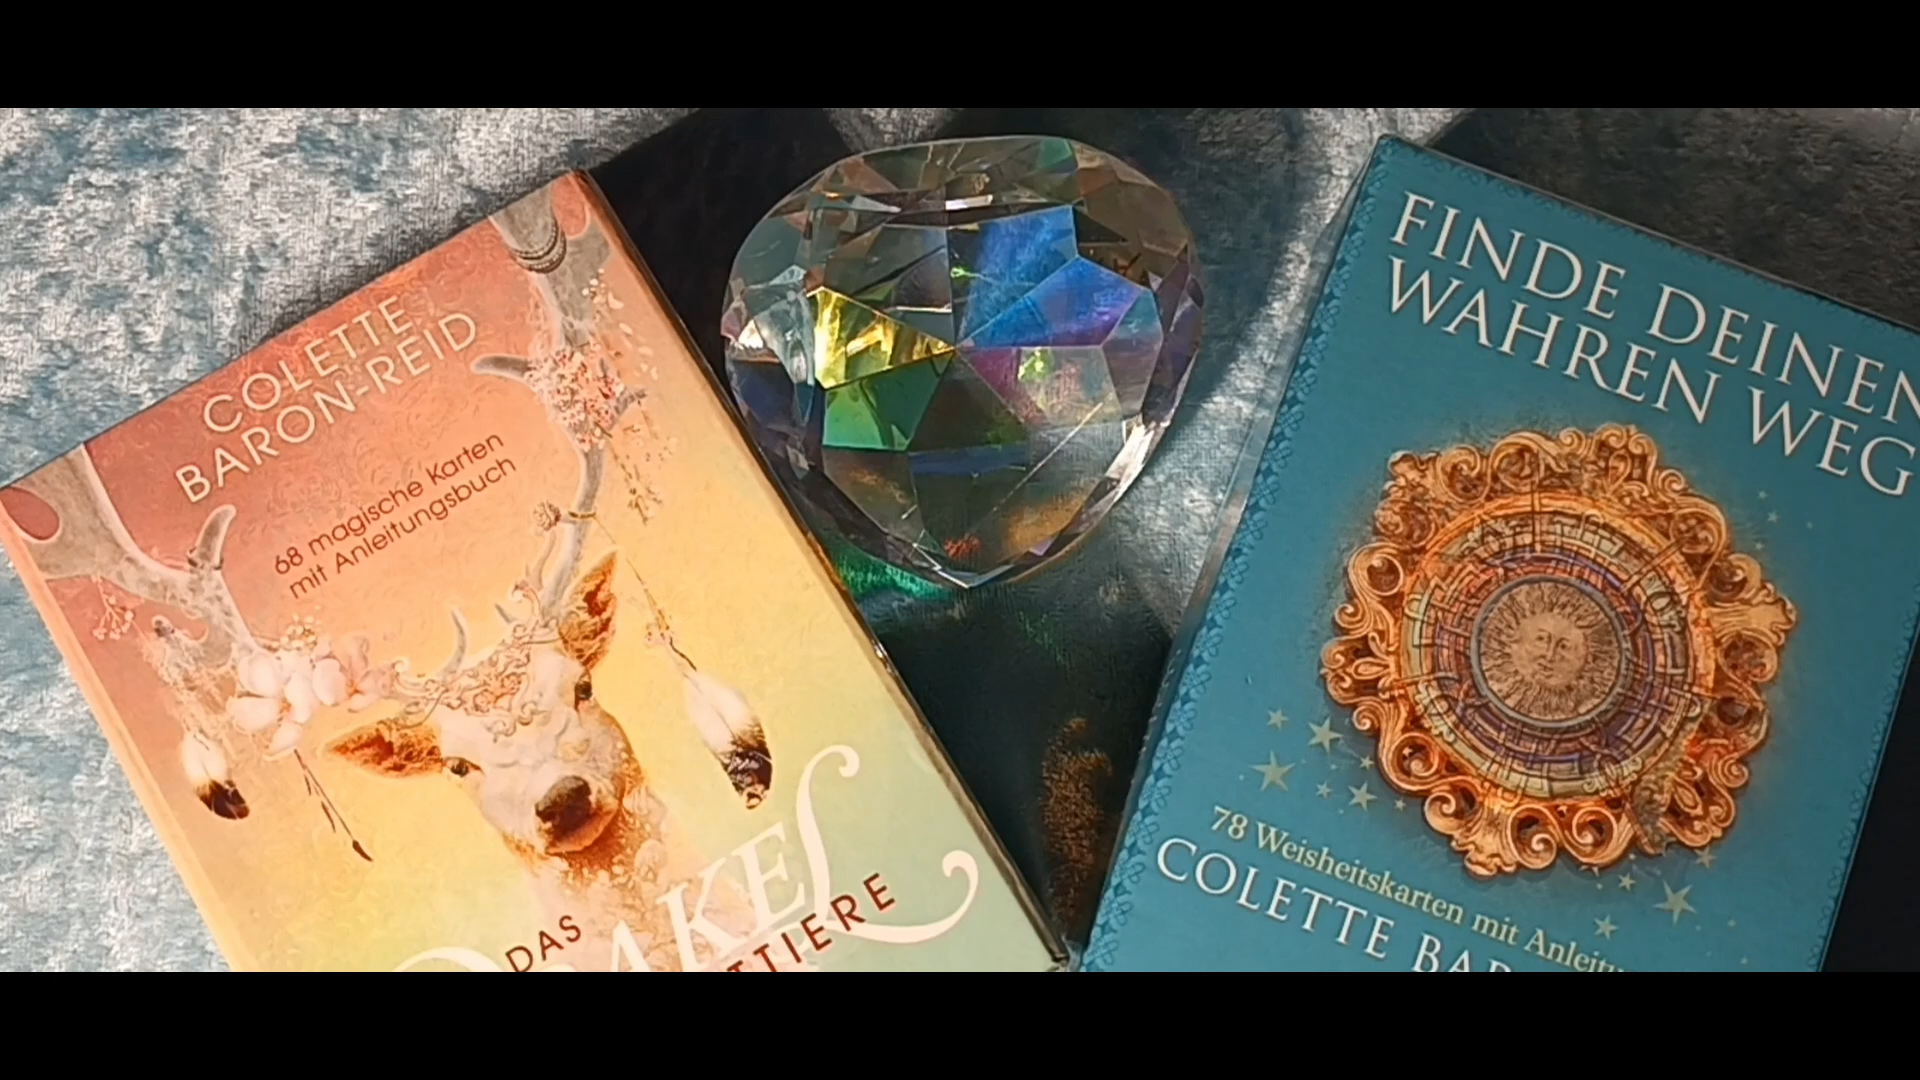 COLETTE
BARON-REID
68 magische Karten
mit Anleitungsbuch
DAS
FINDE DEINEN
WAHREN WEG
78 Weisheitskarten mit
COLETTE